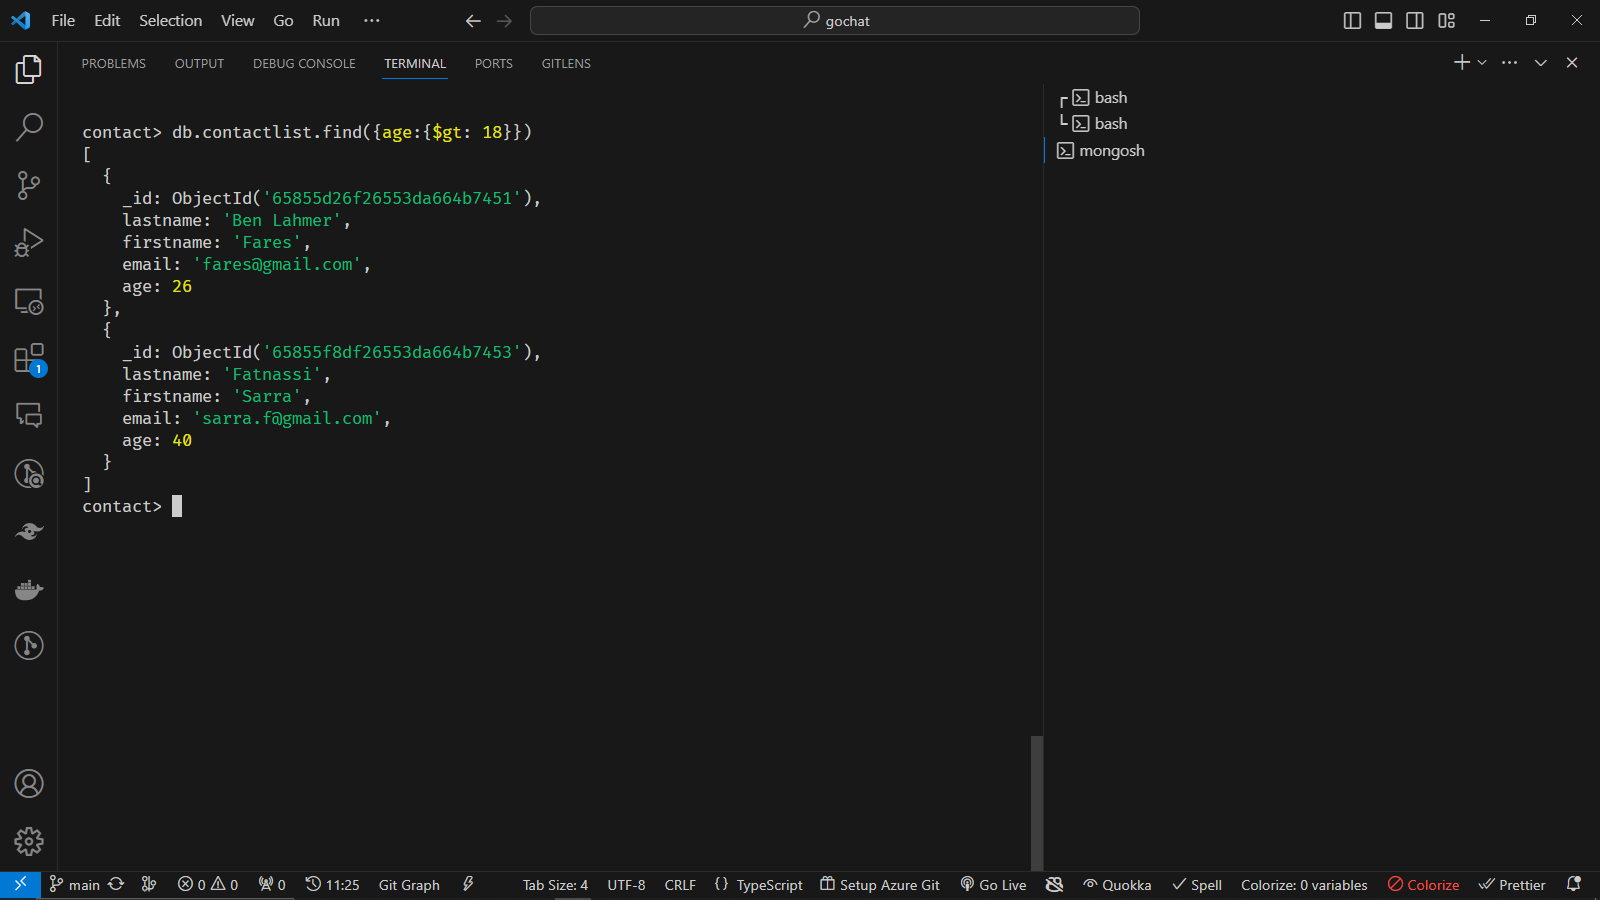 File Edit Selection View Go Run ···
gochat
PROBLEMS OUTPUT DEBUG CONSOLE TERMINAL PORTS GITLENS
bash
bash
mongosh
contact> db.contactlist.find({age:{$gt: 18}})
[
  {
    _id: ObjectId('65855d26f26553da664b7451'),
    lastname: 'Ben Lahmer',
    firstname: 'Fares',
    email: 'fares@gmail.com',
    age: 26
  },
  {
    _id: ObjectId('65855f8df26553da664b7453'),
    lastname: 'Fatnassi',
    firstname: 'Sarra',
    email: 'sarra.f@gmail.com',
    age: 40
  }
]
contact>
1
main 0 0 0 11:25 Git Graph Tab Size: 4 UTF-8 CRLF {} TypeScript Setup Azure Git Go Live Quokka Spell Colorize: 0 variables Colorize Prettier